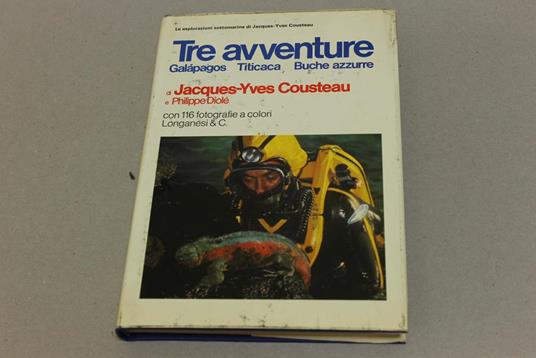 Le esplorazioni sottomarine di Jacques-Yves Cousteau
Tre avventure
Galápagos Titicaca Buche azzurre
di Jacques-Yves Cousteau
e Philippe Diolé
con 116 fotografie a colori
Longanesi & C.